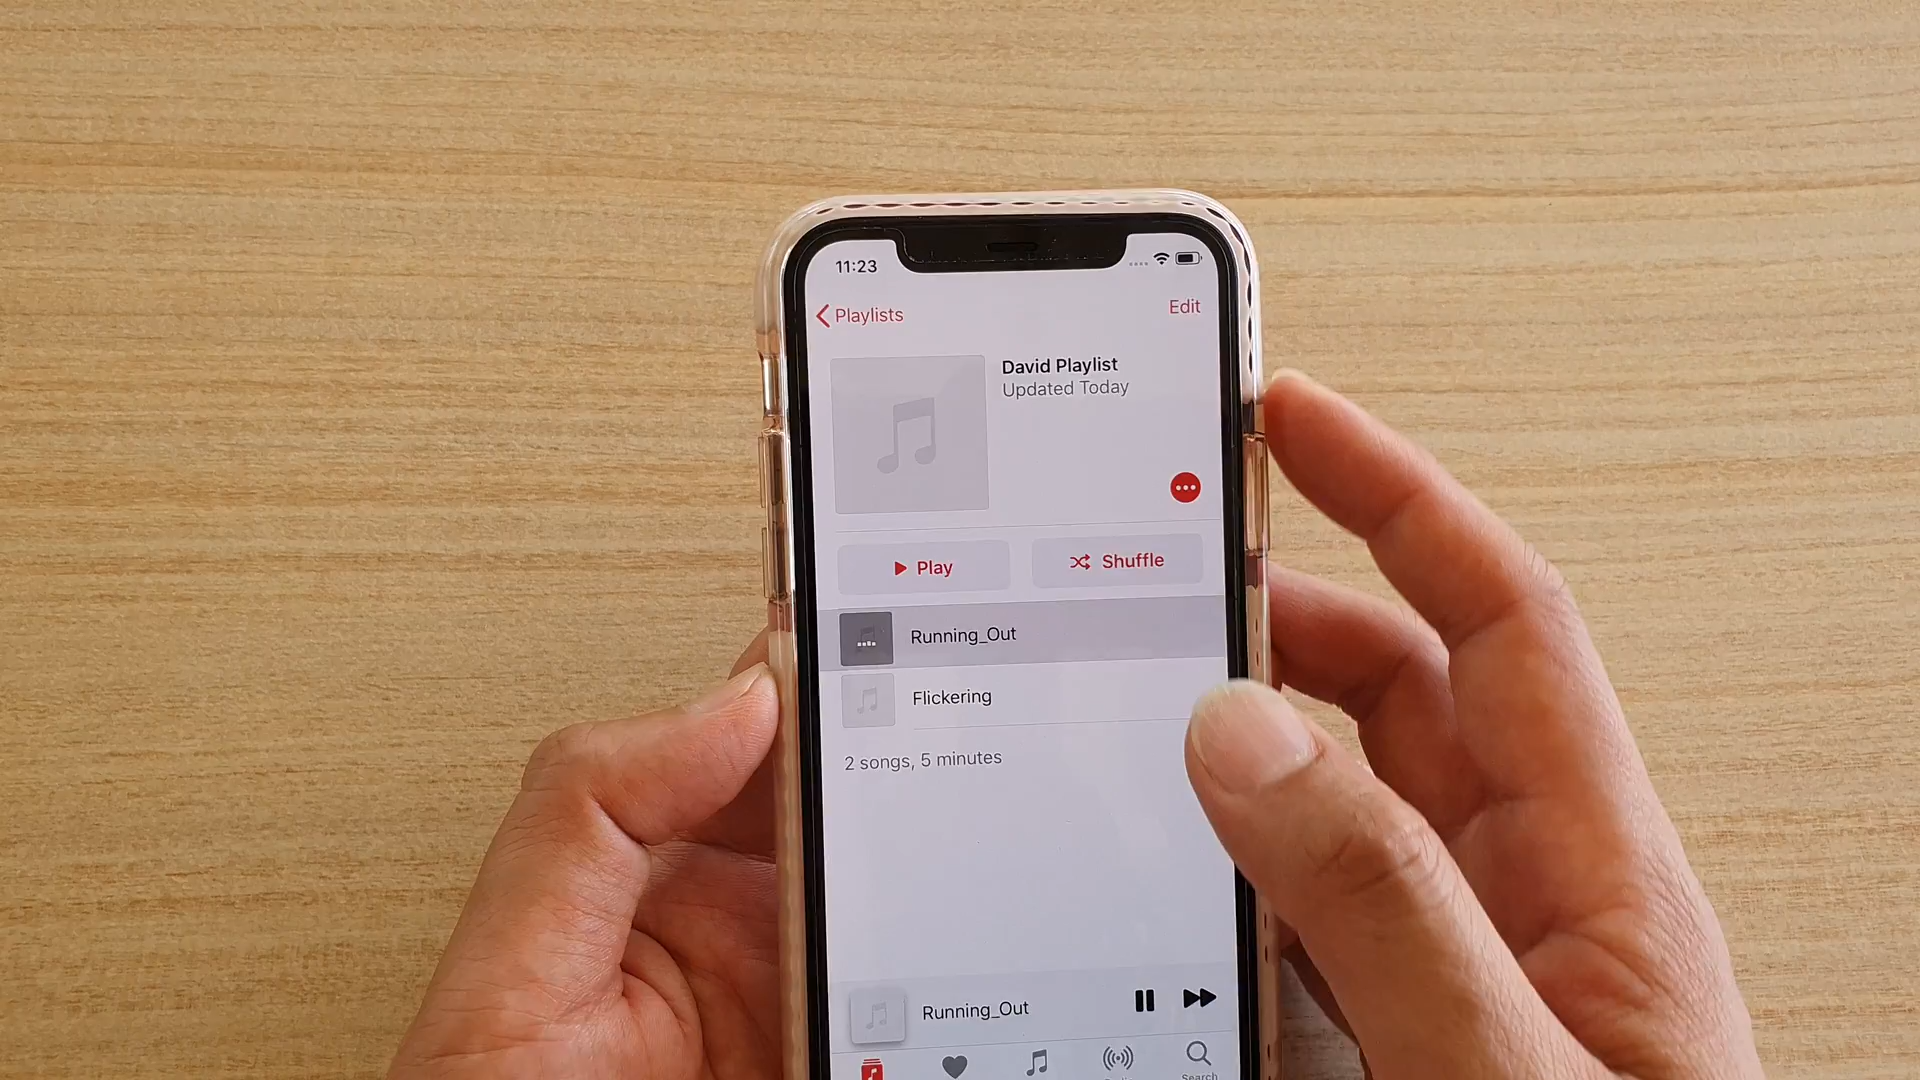 11:23
Playlists
Edit
David Playlist
Updated Today
Play
Shuffle
Running_Out
Flickering
2 songs, 5 minutes
Running_Out
Search